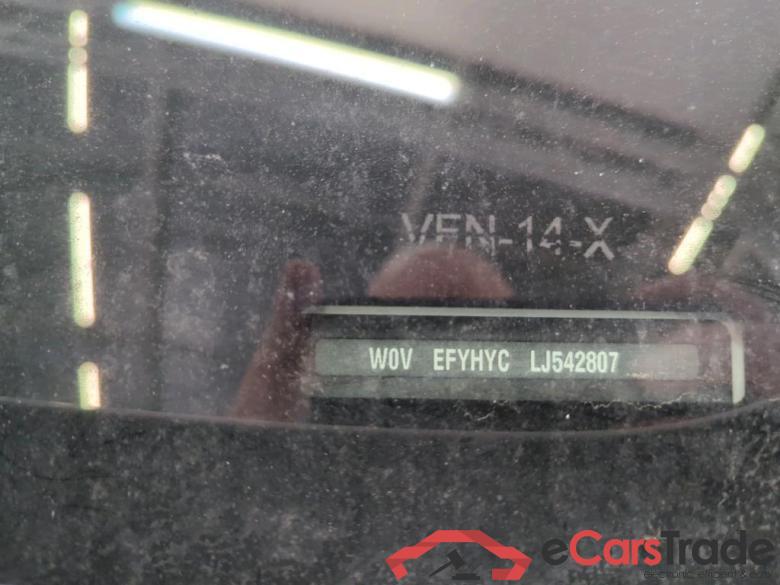 VFN-14-X
W0V EFYHYC LJ542807
eCarsTrade